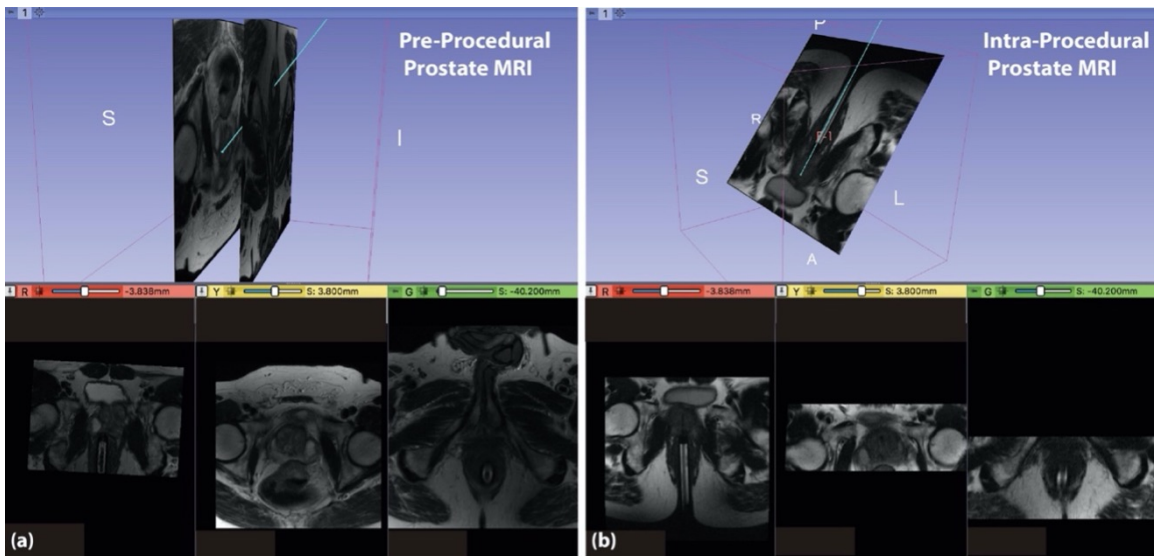 1
Pre-Procedural
Prostate MRI
S
I
R
-3.838mm
Y
S: 3.800mm
G
S: -40.200mm
(a)
1
P
Intra-Procedural
Prostate MRI
R
F-1
S
L
A
R
-3.838mm
Y
S: 3.800mm
G
S: -40.200mm
(b)